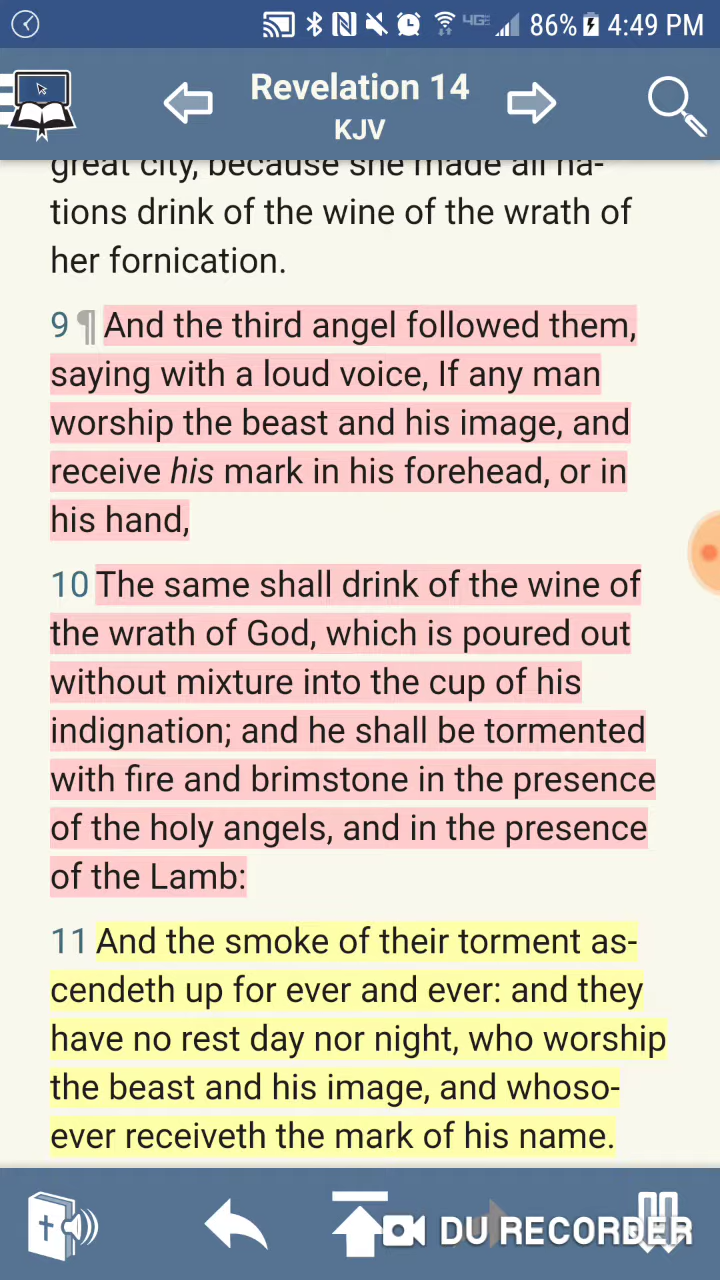 4G E 86% 4:49 PM
Revelation 14
KJV
great city, because she made all na-
tions drink of the wine of the wrath of
her fornication.
9 ¶ And the third angel followed them,
saying with a loud voice, If any man
worship the beast and his image, and
receive his mark in his forehead, or in
his hand,
10 The same shall drink of the wine of
the wrath of God, which is poured out
without mixture into the cup of his
indignation; and he shall be tormented
with fire and brimstone in the presence
of the holy angels, and in the presence
of the Lamb:
11 And the smoke of their torment as-
cendeth up for ever and ever: and they
have no rest day nor night, who worship
the beast and his image, and whoso-
ever receiveth the mark of his name.
DU RECORDER